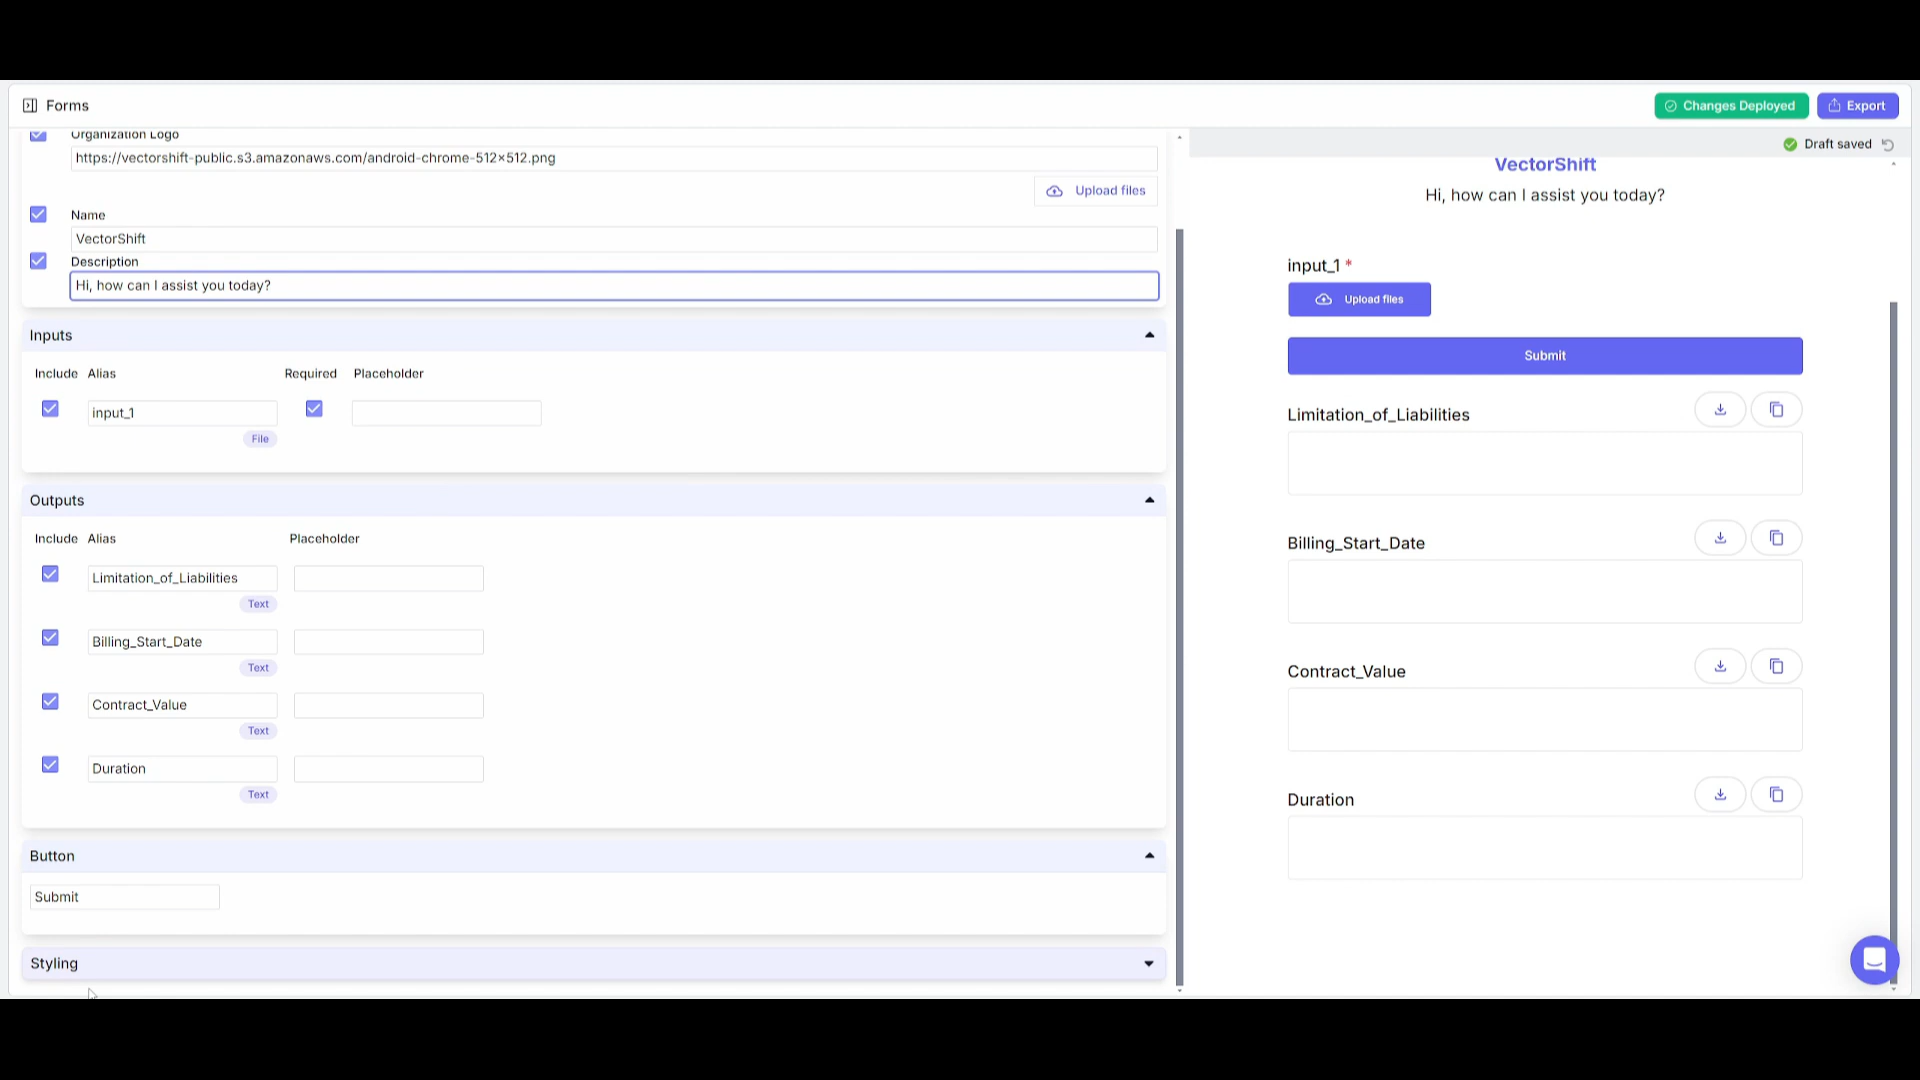 Forms
Changes Deployed
Export
Draft saved
Organization Logo
https://vectorshift-public.s3.amazonaws.com/android-chrome-512×512.png
Upload files
Name
VectorShift
Description
Hi, how can I assist you today?
Inputs
Include Alias Required Placeholder
input_1
File
Outputs
Include Alias Placeholder
Limitation_of_Liabilities
Text
Billing_Start_Date
Text
Contract_Value
Text
Duration
Text
Button
Submit
Styling
VectorShift
Hi, how can I assist you today?
input_1 *
Upload files
Submit
Limitation_of_Liabilities
Billing_Start_Date
Contract_Value
Duration